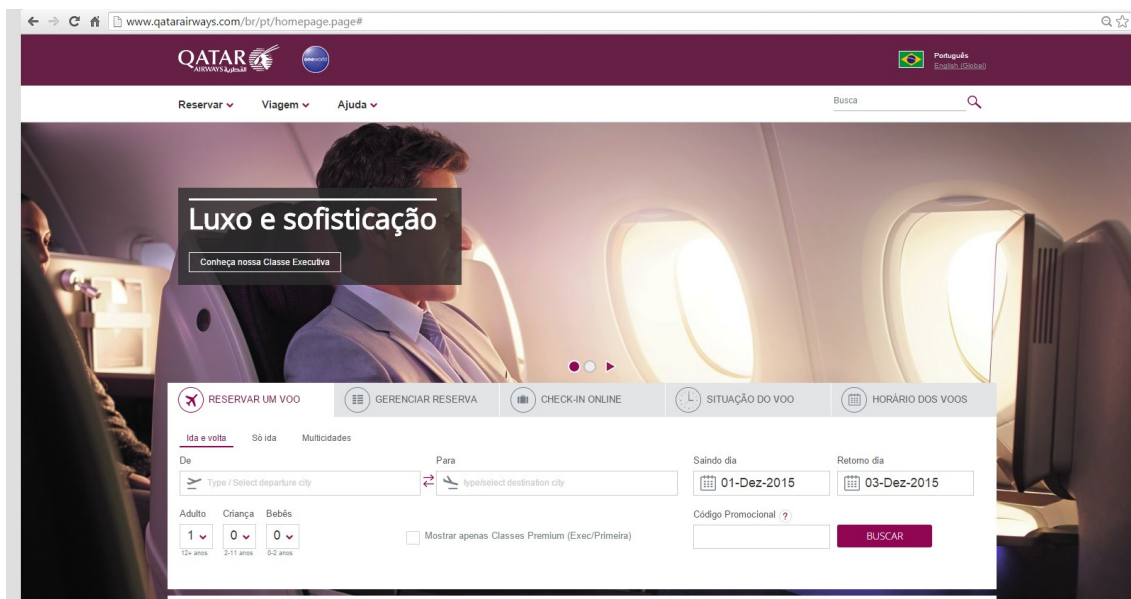 www.qatarairways.com/br/pt/homepage.page#
QATAR
AIRWAYS القطرية
oneworld
Português
English (Global)
Reservar
Viagem
Ajuda
Busca
Luxo e sofisticação
Conheça nossa Classe Executiva
RESERVAR UM VOO
GERENCIAR RESERVA
CHECK-IN ONLINE
SITUAÇÃO DO VOO
HORÁRIO DOS VOOS
Ida e volta
Só ida
Multicidades
De
Para
Saindo dia
Retorno dia
Type / Select departure city
type/select destination city
01-Dez-2015
03-Dez-2015
Adulto
Criança
Bebês
Código Promocional ?
1
0
0
Mostrar apenas Classes Premium (Exec/Primeira)
BUSCAR
12+ anos
2-11 anos
0-2 anos